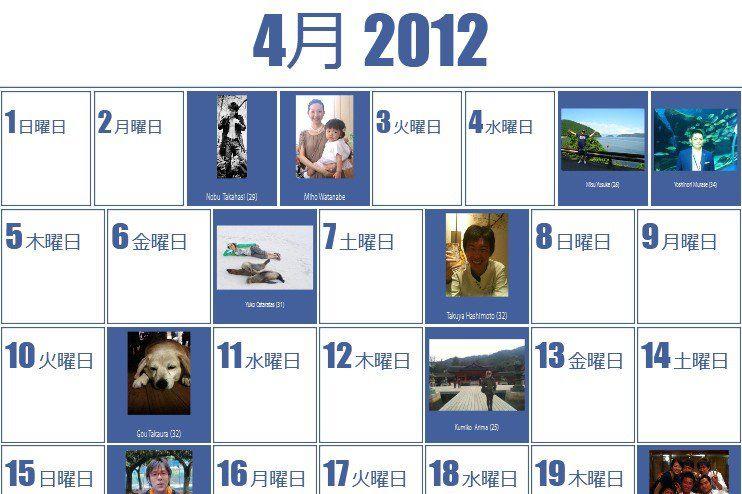 4月 2012
1日曜日
2月曜日
Nobu Takahasi (29)
Miho Watanabe
3火曜日
4水曜日
Misu Yusuke (26)
Yoshinori Murase (34)
5木曜日
6金曜日
Yuko Cataratas (31)
7土曜日
Takuya Hashimoto (32)
8日曜日
9月曜日
10火曜日
Gou Takaura (32)
11水曜日
12木曜日
Kumiko Arima (25)
13金曜日
14土曜日
15日曜日
16月曜日
17火曜日
18水曜日
19木曜日